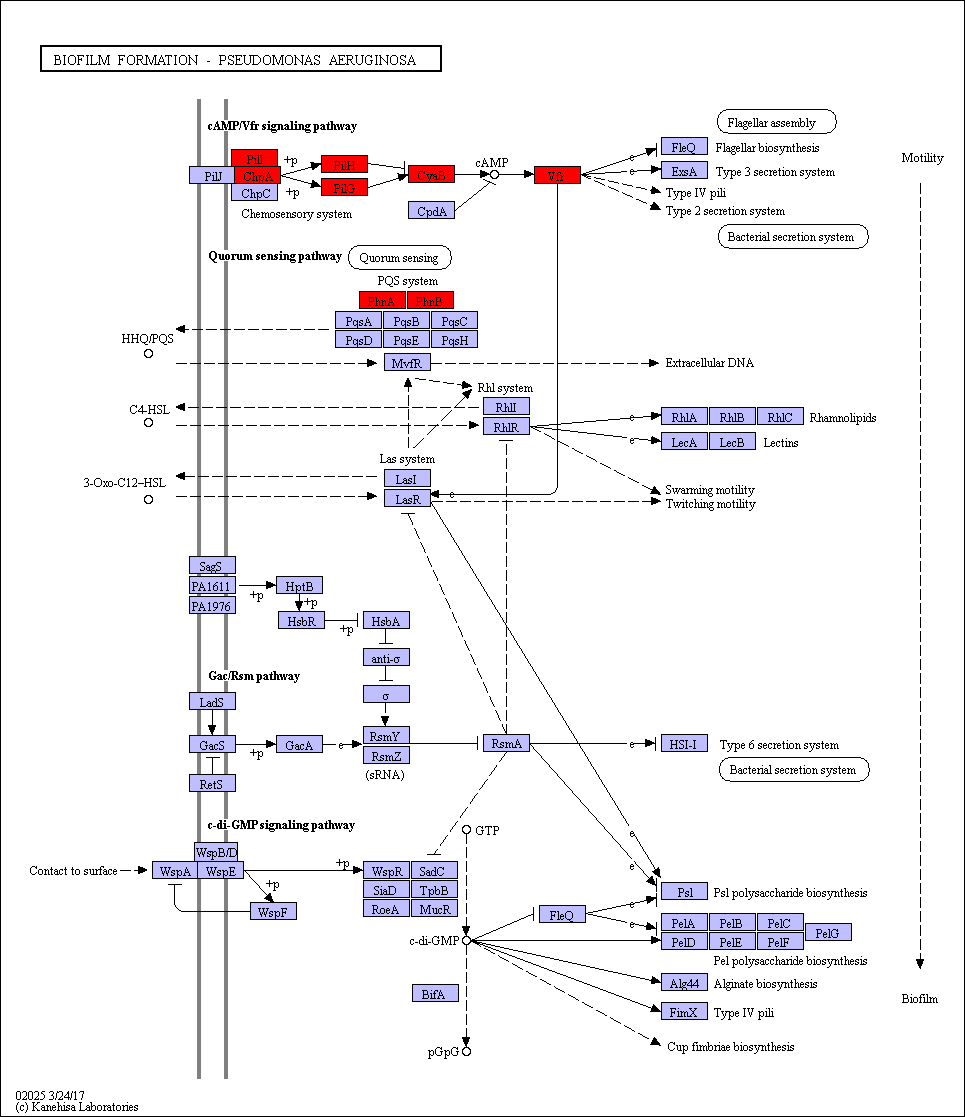 BIOFILM FORMATION - PSEUDOMONAS AERUGINOSA
cAMP/Vfr signaling pathway
Flagellar assembly
PilI
+p
PilH
cAMP
FleQ
Flagellar biosynthesis
Motility
e
PilJ
ChpA
CyaB
Vfr
ExsA
Type 3 secretion system
e
ChpC
+p
PilG
Type IV pili
Chemosensory system
CpdA
Type 2 secretion system
Bacterial secretion system
Quorum sensing pathway
Quorum sensing
PQS system
PhnA
PhnB
PqsA
PqsB
PqsC
HHQ/PQS
PqsD
PqsE
PqsH
MvfR
Extracellular DNA
Rhl system
C4-HSL
RhlI
RhlR
e
RhlA
RhlB
RhlC
Rhamnolipids
e
LecA
LecB
Lectins
Las system
3-Oxo-C12-HSL
LasI
Swarming motility
LasR
e
Twitching motility
SagS
PA1611
HptB
+p
PA1976
+p
HsbR
+p
HsbA
anti-σ
Gac/Rsm pathway
LadS
σ
GacS
+p
GacA
e
RsmY
RsmA
e
HSI-I
Type 6 secretion system
RsmZ
(sRNA)
Bacterial secretion system
RetS
c-di-GMP signaling pathway
GTP
e
WspB/D
Contact to surface
WspA
WspE
+p
WspR
SadC
e
+p
SiaD
TpbB
Psl
Psl polysaccharide biosynthesis
WspF
RoeA
MucR
FleQ
e
e
PelA
PelB
PelC
PelG
c-di-GMP
PelD
PelE
PelF
Pel polysaccharide biosynthesis
Alg44
Alginate biosynthesis
BifA
Biofilm
FimX
Type IV pili
pGpG
Cup fimbriae biosynthesis
02025 3/24/17
(c) Kanehisa Laboratories